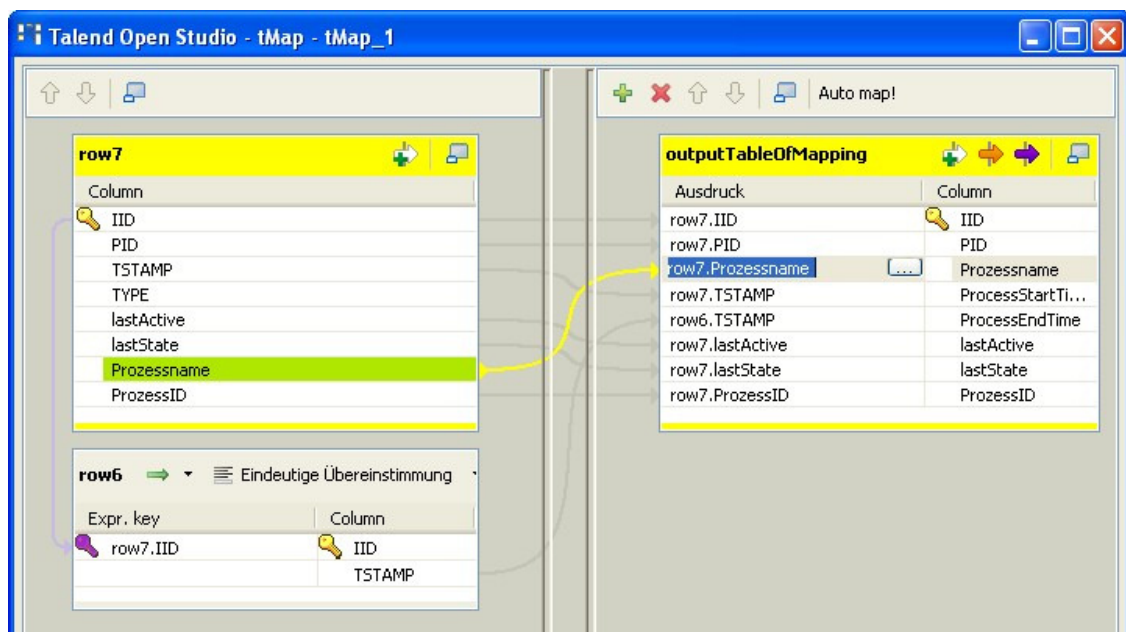 Talend Open Studio - tMap - tMap_1
Auto map!
row7
Column
IID
PID
TSTAMP
TYPE
lastActive
lastState
Prozessname
ProzessID
row6 Eindeutige Übereinstimmung
Expr. key Column
row7.IID IID
TSTAMP
outputTableOfMapping
Ausdruck Column
row7.IID IID
row7.PID PID
row7.Prozessname ... Prozessname
row7.TSTAMP ProcessStartTi...
row6.TSTAMP ProcessEndTime
row7.lastActive lastActive
row7.lastState lastState
row7.ProzessID ProzessID